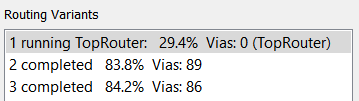 Routing Variants
1 running TopRouter:   29.4%  Vias: 0 (TopRouter)
2 completed   83.8%  Vias: 89
3 completed   84.2%  Vias: 86